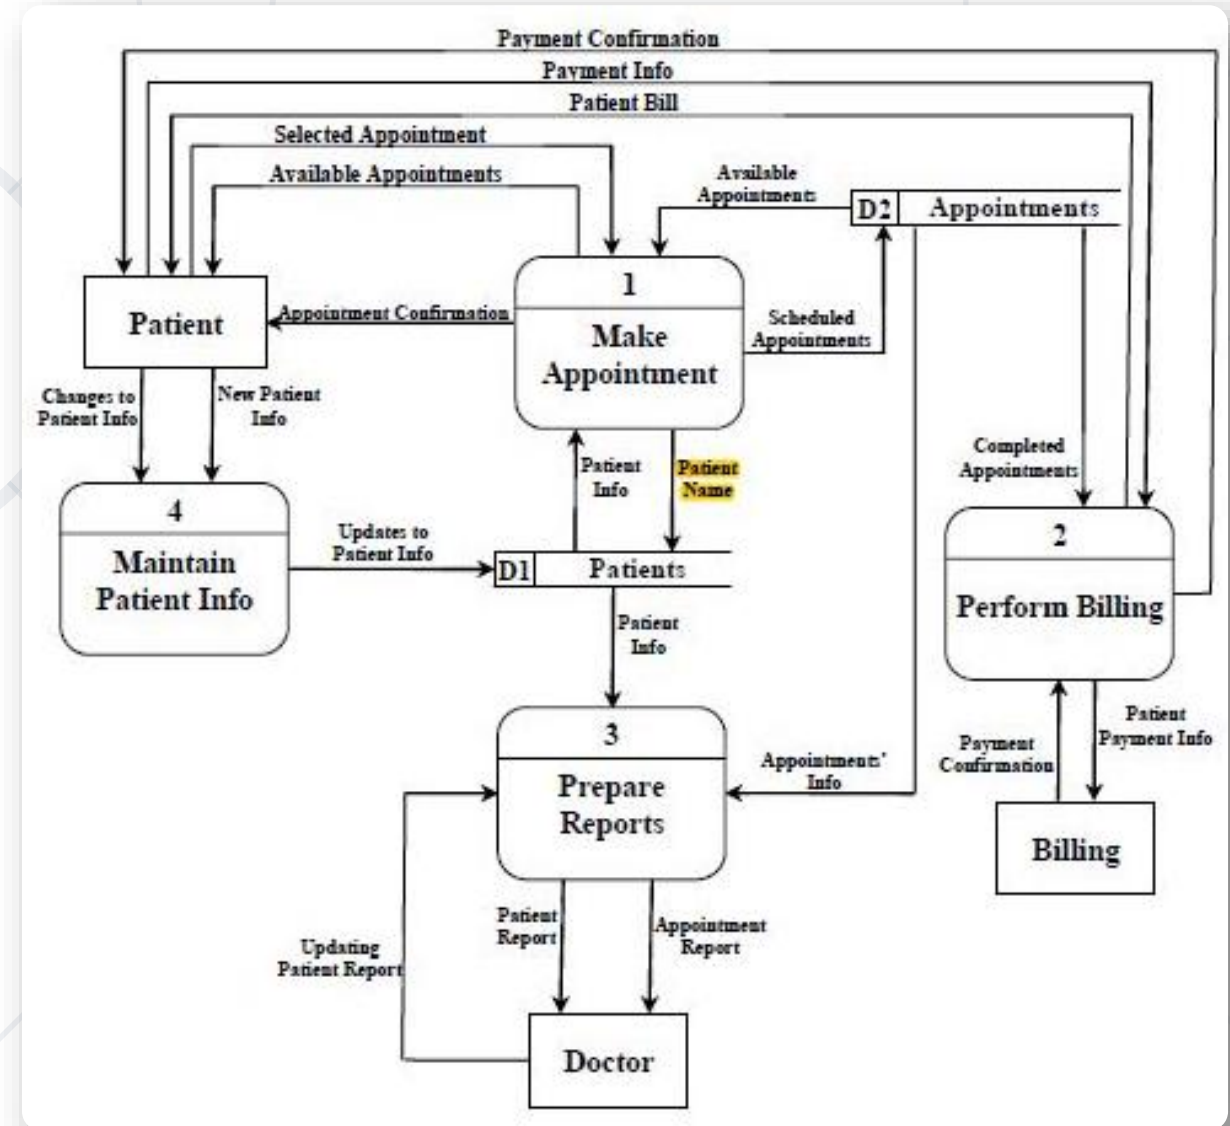 Payment Confirmation
Payment Info
Patient Bill
Selected Appointment
Available Appointments
Available
Appointments
D2 Appointments
1
Make
Appointment
Patient
Appointment Confirmation
Scheduled
Appointments
Changes to
Patient Info
New Patient
Info
Patient
Info
Patient
Name
Completed
Appointments
4
Maintain
Patient Info
Updates to
Patient Info
D1 Patients
2
Perform Billing
Patient
Info
3
Prepare
Reports
Appointments'
Info
Payment
Confirmation
Patient
Payment Info
Billing
Patient
Report
Appointment
Report
Updating
Patient Report
Doctor